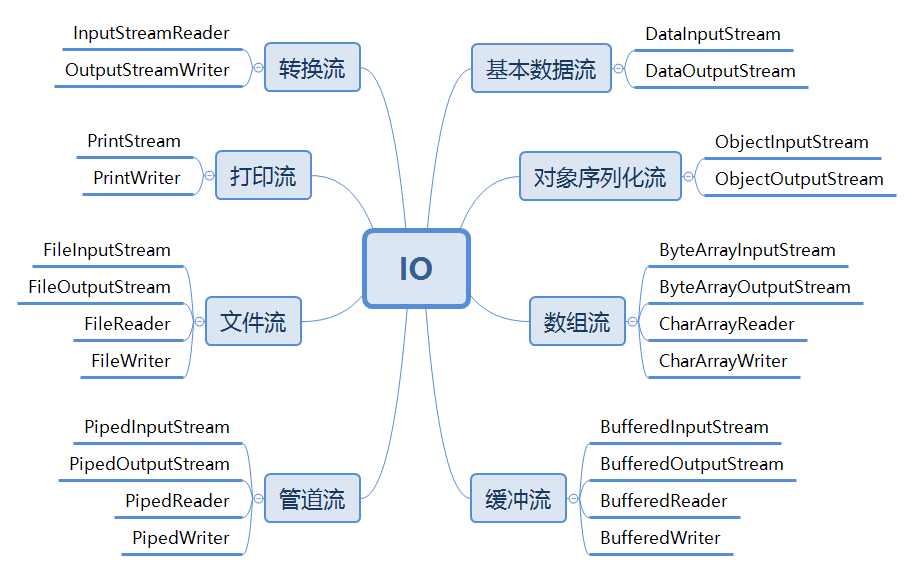 IO
转换流
InputStreamReader
OutputStreamWriter
打印流
PrintStream
PrintWriter
文件流
FileInputStream
FileOutputStream
FileReader
FileWriter
管道流
PipedInputStream
PipedOutputStream
PipedReader
PipedWriter
基本数据流
DataInputStream
DataOutputStream
对象序列化流
ObjectInputStream
ObjectOutputStream
数组流
ByteArrayInputStream
ByteArrayOutputStream
CharArrayReader
CharArrayWriter
缓冲流
BufferedInputStream
BufferedOutputStream
BufferedReader
BufferedWriter